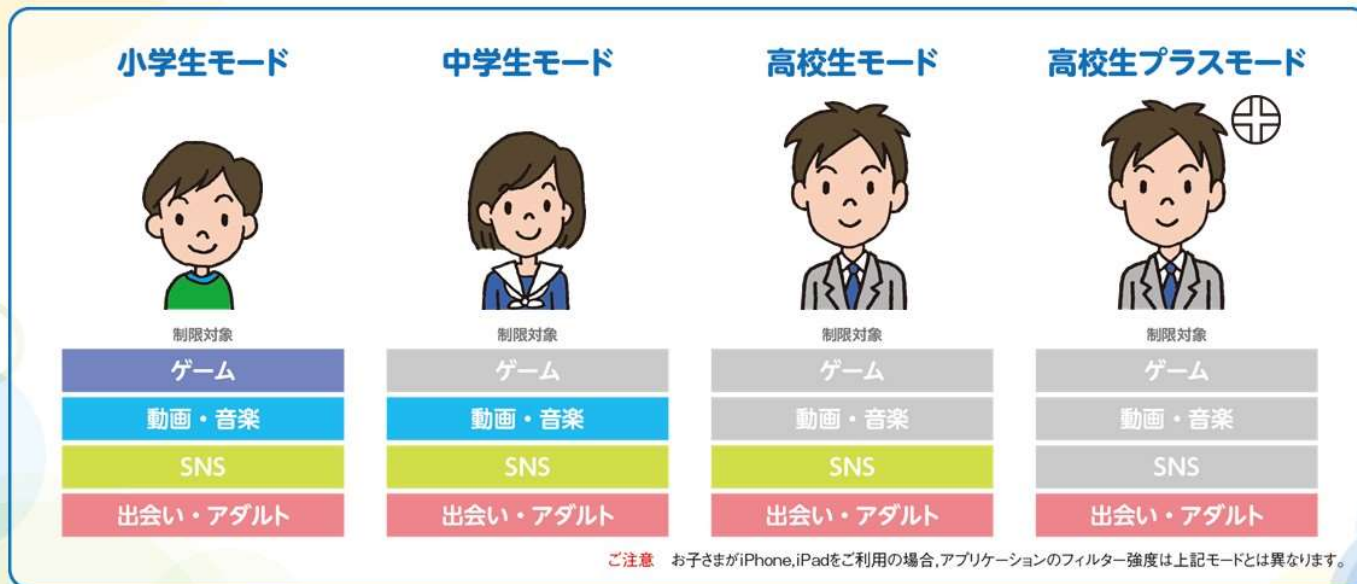 小学生モード
中学生モード
高校生モード
高校生プラスモード
制限対象
制限対象
制限対象
制限対象
ゲーム
ゲーム
ゲーム
ゲーム
動画・音楽
動画・音楽
動画・音楽
動画・音楽
SNS
SNS
SNS
SNS
出会い・アダルト
出会い・アダルト
出会い・アダルト
出会い・アダルト
ご注意 お子さまがiPhone,iPadをご利用の場合,アプリケーションのフィルター強度は上記モードとは異なります。